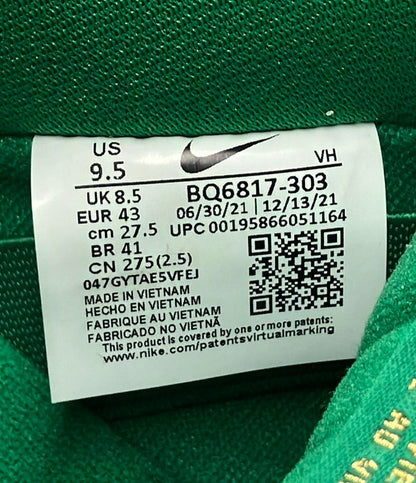 US
9.5
VH
UK 8.5
BQ6817-303
EUR 43
06/30/21 | 12/13/21
cm 27.5
UPC 00195866051164
BR 41
CN 275(2.5)
047GYTAE5VFEJ
MADE IN VIETNAM
HECHO EN VIETNAM
FABRIQUE AU VIETNAM
FABRICADO NO VIETNÃ
This product is covered by one or more patents
www.nike.com/patentsvirtualmarking